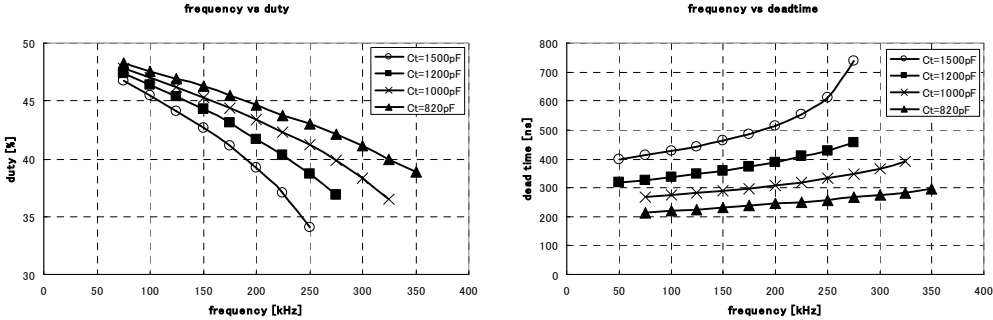 frequency vs duty
50
45
40
35
30
duty [%]
0 50 100 150 200 250 300 350 400
frequency [kHz]
Ct=1500pF
Ct=1200pF
Ct=1000pF
Ct=820pF
frequency vs deadtime
800
700
600
500
400
300
200
100
0
dead time [ns]
0 50 100 150 200 250 300 350 400
frequency [kHz]
Ct=1500pF
Ct=1200pF
Ct=1000pF
Ct=820pF